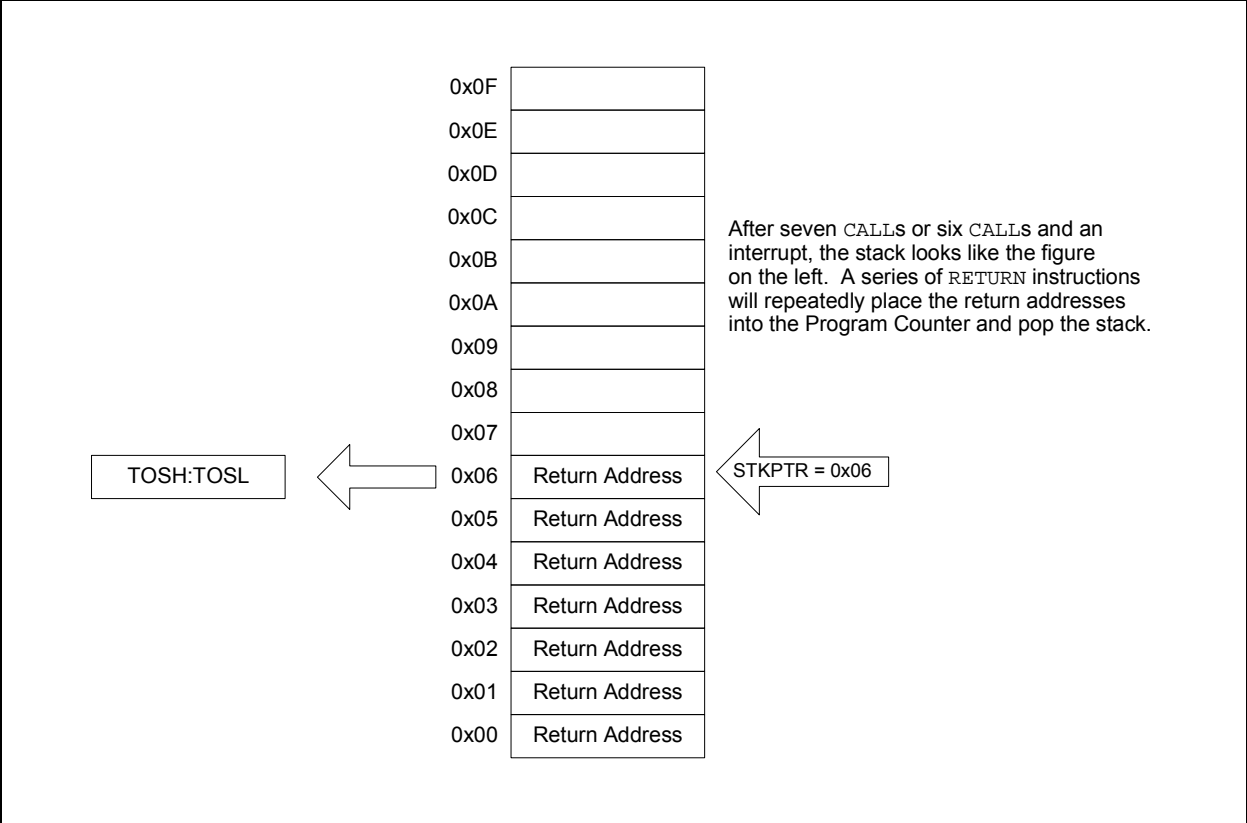 0x0F
0x0E
0x0D
0x0C
0x0B
0x0A
0x09
0x08
0x07
After seven CALLs or six CALLs and an
interrupt, the stack looks like the figure
on the left. A series of RETURN instructions
will repeatedly place the return addresses
into the Program Counter and pop the stack.
TOSH:TOSL
0x06 Return Address
STKPTR = 0x06
0x05 Return Address
0x04 Return Address
0x03 Return Address
0x02 Return Address
0x01 Return Address
0x00 Return Address